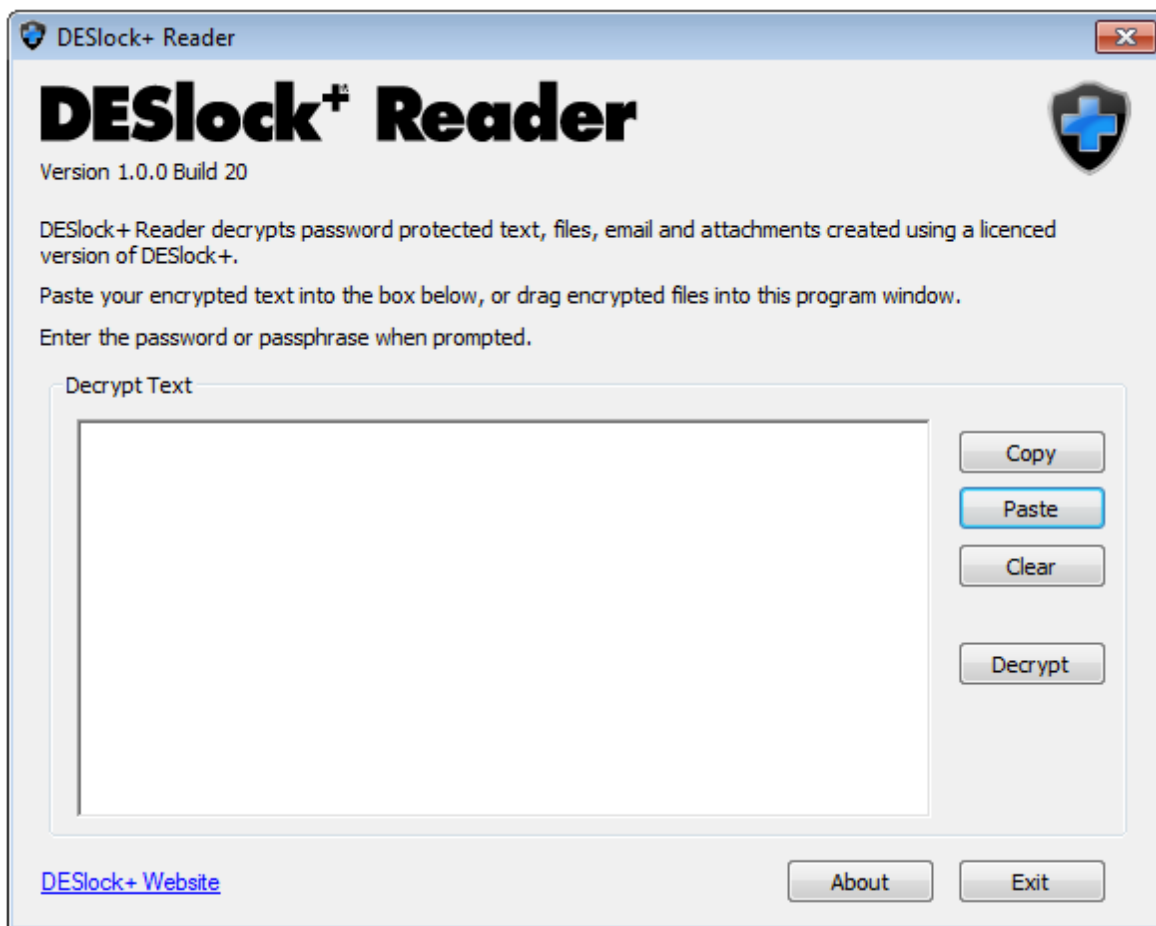 DESlock+ Reader
DESlock+ Reader
Version 1.0.0 Build 20
DESlock+ Reader decrypts password protected text, files, email and attachments created using a licenced
version of DESlock+.
Paste your encrypted text into the box below, or drag encrypted files into this program window.
Enter the password or passphrase when prompted.
Decrypt Text
Copy
Paste
Clear
Decrypt
DESlock+ Website
About
Exit